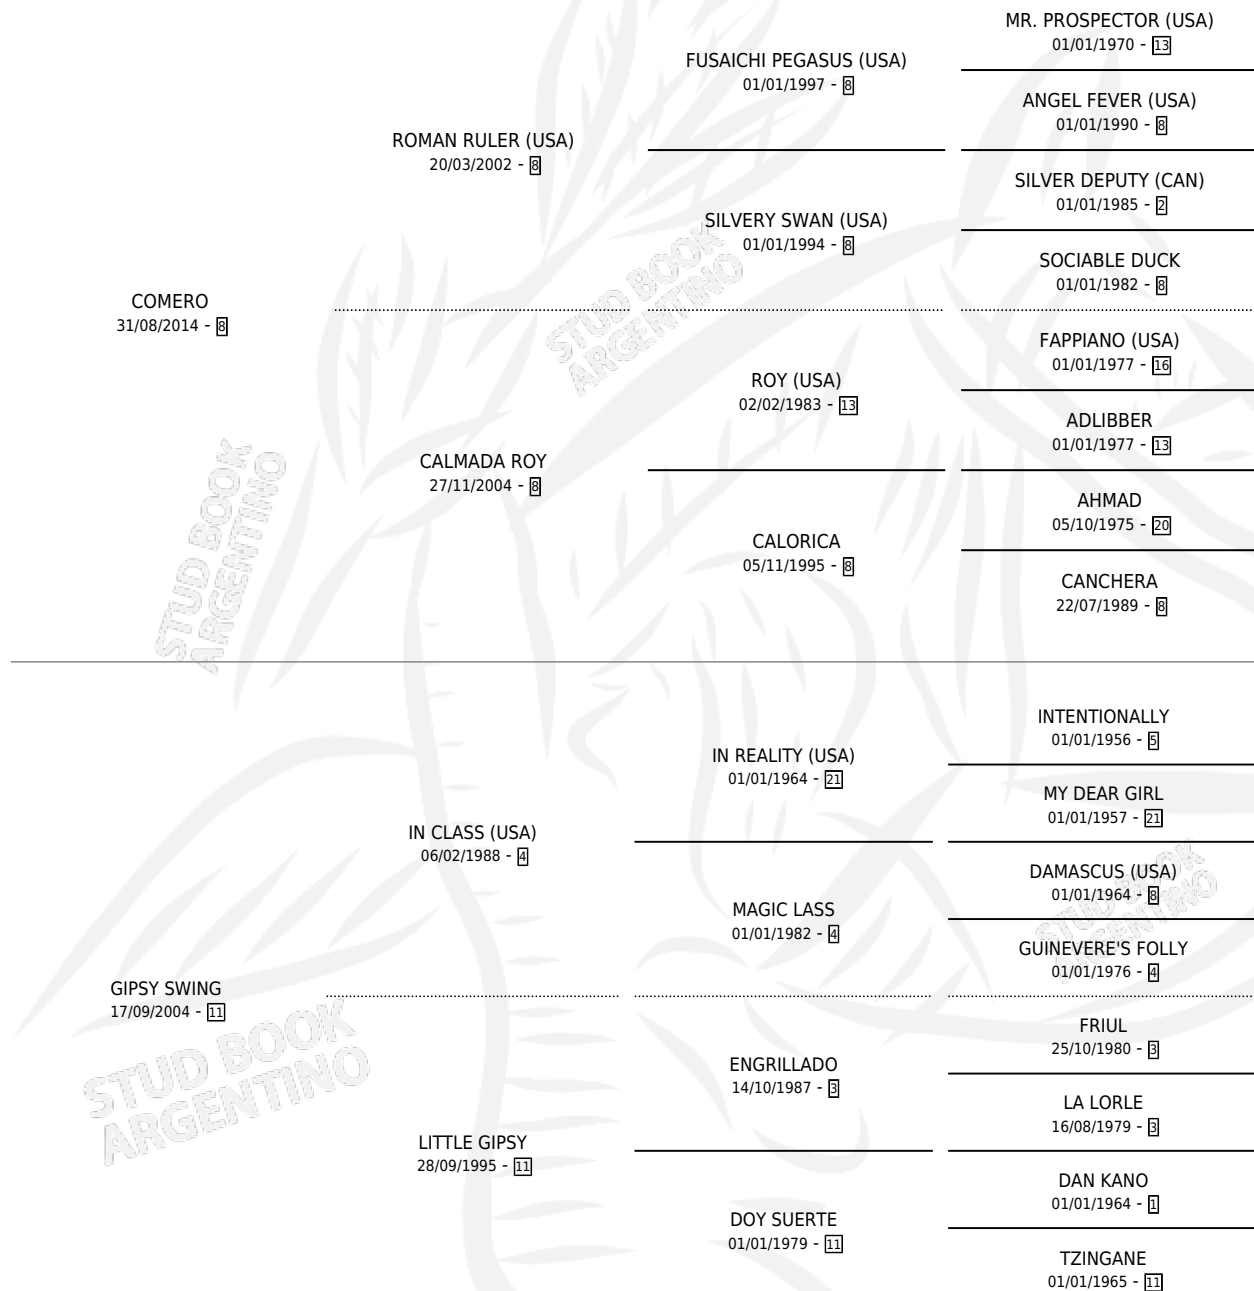 MR. PROSPECTOR (USA)
01/01/1970 - 13
FUSAICHI PEGASUS (USA)
01/01/1997 - 8
ANGEL FEVER (USA)
01/01/1990 - 8
ROMAN RULER (USA)
20/03/2002 - 8
SILVER DEPUTY (CAN)
01/01/1985 - 2
SILVERY SWAN (USA)
01/01/1994 - 8
SOCIABLE DUCK
01/01/1982 - 8
COMERO
31/08/2014 - 8
FAPPIANO (USA)
01/01/1977 - 16
ROY (USA)
02/02/1983 - 13
ADLIBBER
01/01/1977 - 13
CALMADA ROY
27/11/2004 - 8
AHMAD
05/10/1975 - 20
CALORICA
05/11/1995 - 8
CANCHERA
22/07/1989 - 8
INTENTIONALLY
01/01/1956 - 5
IN REALITY (USA)
01/01/1964 - 21
MY DEAR GIRL
01/01/1957 - 21
IN CLASS (USA)
06/02/1988 - 4
DAMASCUS (USA)
01/01/1964 - 8
MAGIC LASS
01/01/1982 - 4
GUINEVERE'S FOLLY
01/01/1976 - 4
GIPSY SWING
17/09/2004 - 11
FRIUL
25/10/1980 - 3
ENGRILLADO
14/10/1987 - 3
LA LORLE
16/08/1979 - 3
LITTLE GIPSY
28/09/1995 - 11
DAN KANO
01/01/1964 - 1
DOY SUERTE
01/01/1979 - 11
TZINGANE
01/01/1965 - 11
STUD BOOK
ARGENTINO
STUD BOOK
ARGENTINO
STUD BOOK
ARGENTINO
STUD BOOK
ARGENTINO